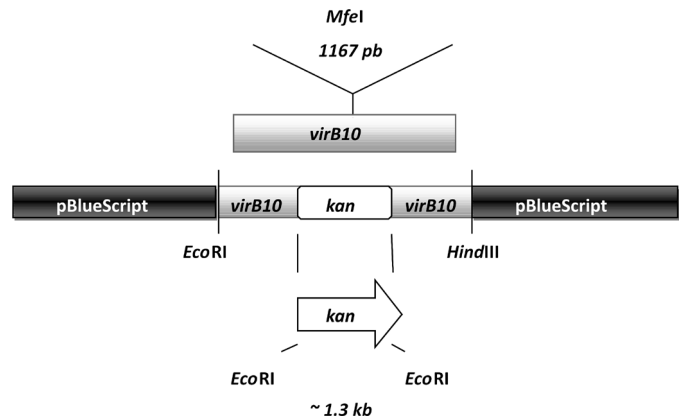 MfeI
1167 pb
virB10
pBlueScript virB10 kan virB10 pBlueScript
EcoRI HindIII
kan
EcoRI EcoRI
~ 1.3 kb